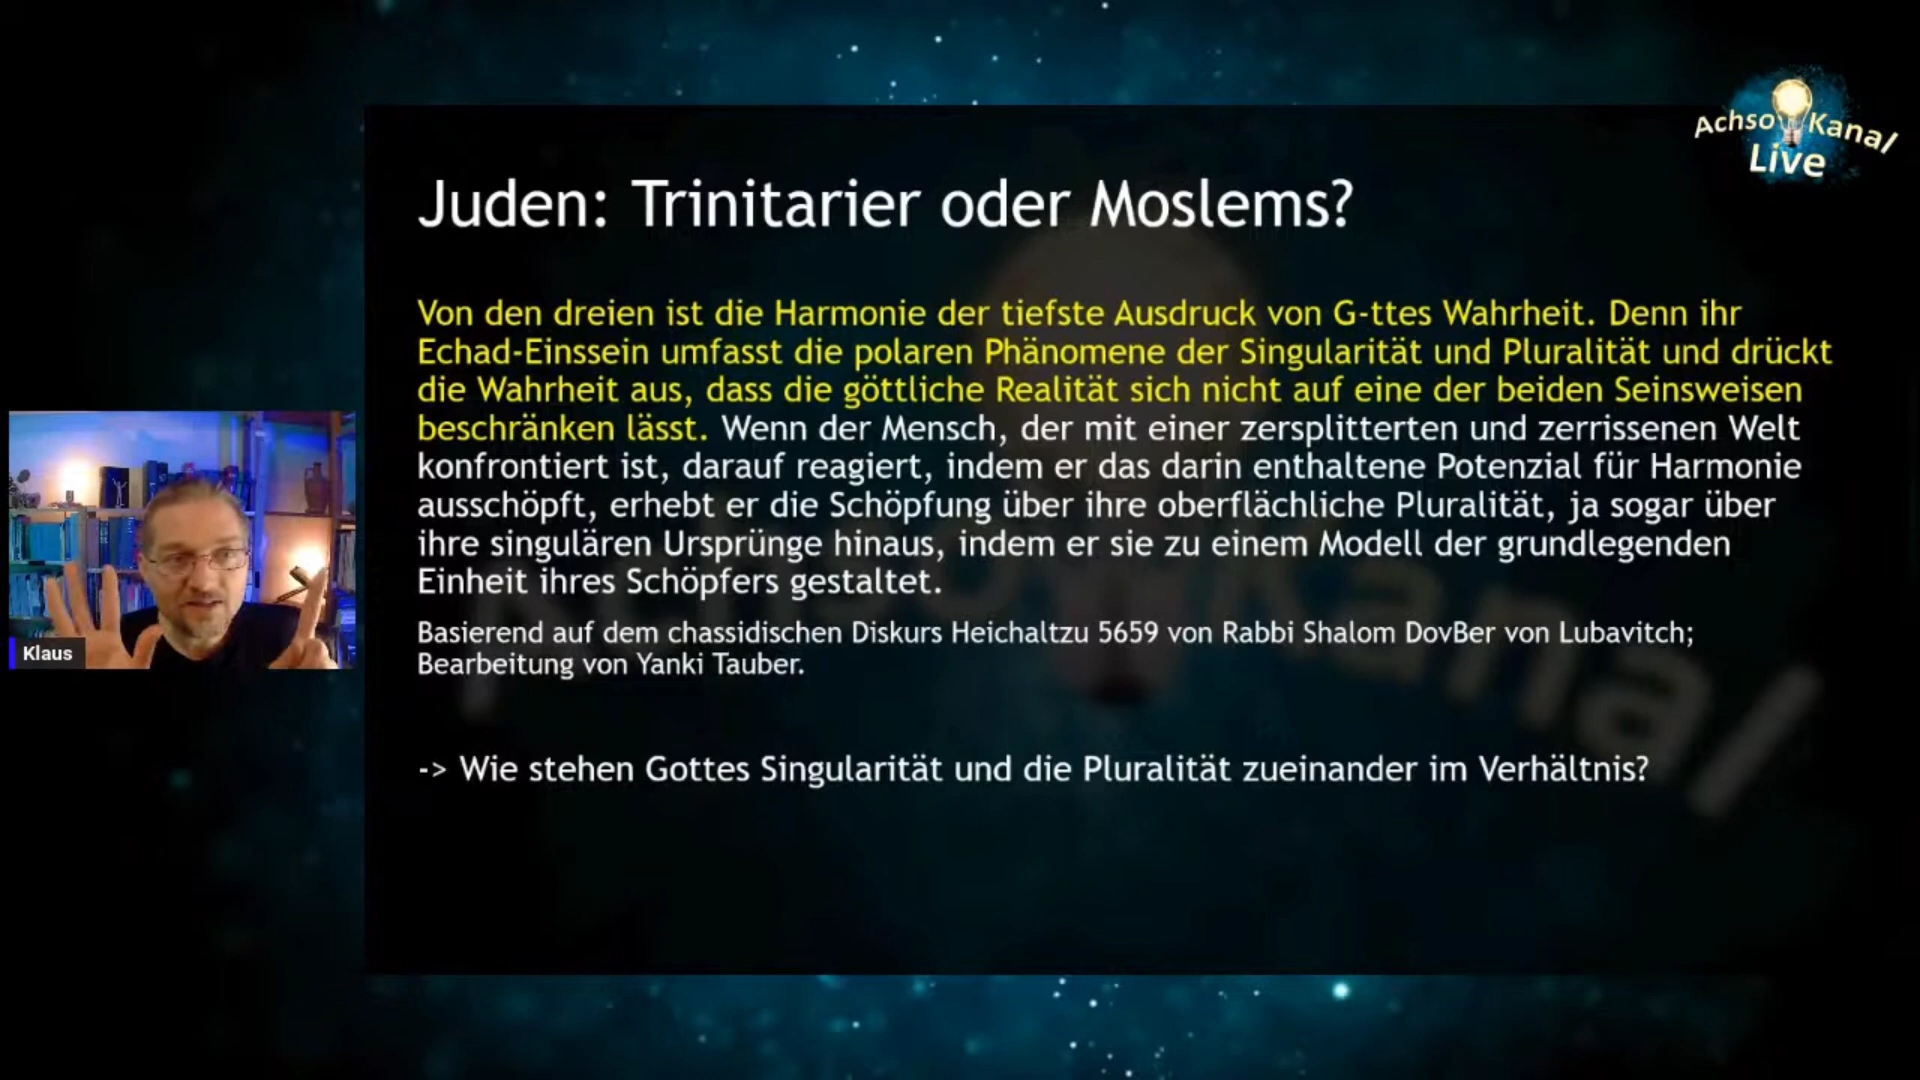 Achso Kanal
Live
Juden: Trinitarier oder Moslems?
Von den dreien ist die Harmonie der tiefste Ausdruck von G-ttes Wahrheit. Denn ihr
Echad-Einssein umfasst die polaren Phänomene der Singularität und Pluralität und drückt
die Wahrheit aus, dass die göttliche Realität sich nicht auf eine der beiden Seinsweisen
beschränken lässt. Wenn der Mensch, der mit einer zersplitterten und zerrissenen Welt
konfrontiert ist, darauf reagiert, indem er das darin enthaltene Potenzial für Harmonie
ausschöpft, erhebt er die Schöpfung über ihre oberflächliche Pluralität, ja sogar über
ihre singulären Ursprünge hinaus, indem er sie zu einem Modell der grundlegenden
Einheit ihres Schöpfers gestaltet.
Basierend auf dem chassidischen Diskurs Heichaltzu 5659 von Rabbi Shalom DovBer von Lubavitch;
Bearbeitung von Yanki Tauber.
-> Wie stehen Gottes Singularität und die Pluralität zueinander im Verhältnis?
Klaus